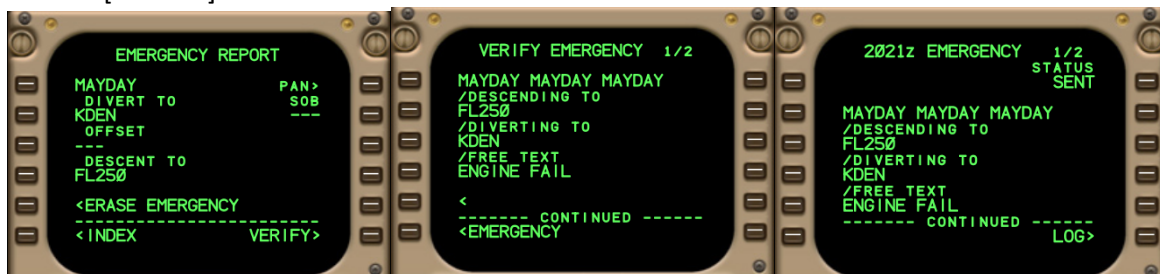 EMERGENCY REPORT
MAYDAY PAN>
DIVERT TO SOB
KDEN ---
OFFSET
---
DESCENT TO
FL250
<ERASE EMERGENCY
------------------------
<INDEX VERIFY>
VERIFY EMERGENCY 1/2
MAYDAY MAYDAY MAYDAY
/DESCENDING TO
FL250
/DIVERTING TO
KDEN
/FREE TEXT
ENGINE FAIL
<
------- CONTINUED ------
<EMERGENCY
2021z EMERGENCY 1/2
STATUS
SENT
MAYDAY MAYDAY MAYDAY
/DESCENDING TO
FL250
/DIVERTING TO
KDEN
/FREE TEXT
ENGINE FAIL
------- CONTINUED ------
LOG>